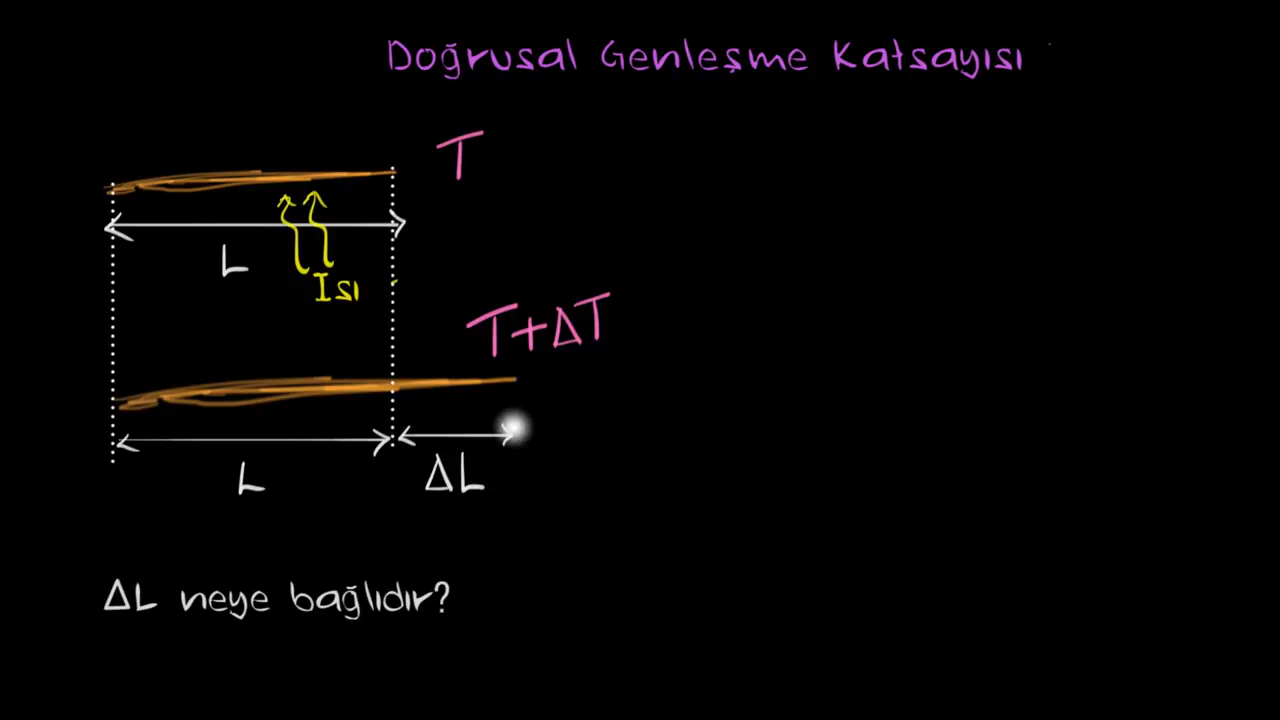 Doğrusal Genleşme Katsayısı
T
L
Isı
T+ΔT
L
ΔL
ΔL neye bağlıdır?